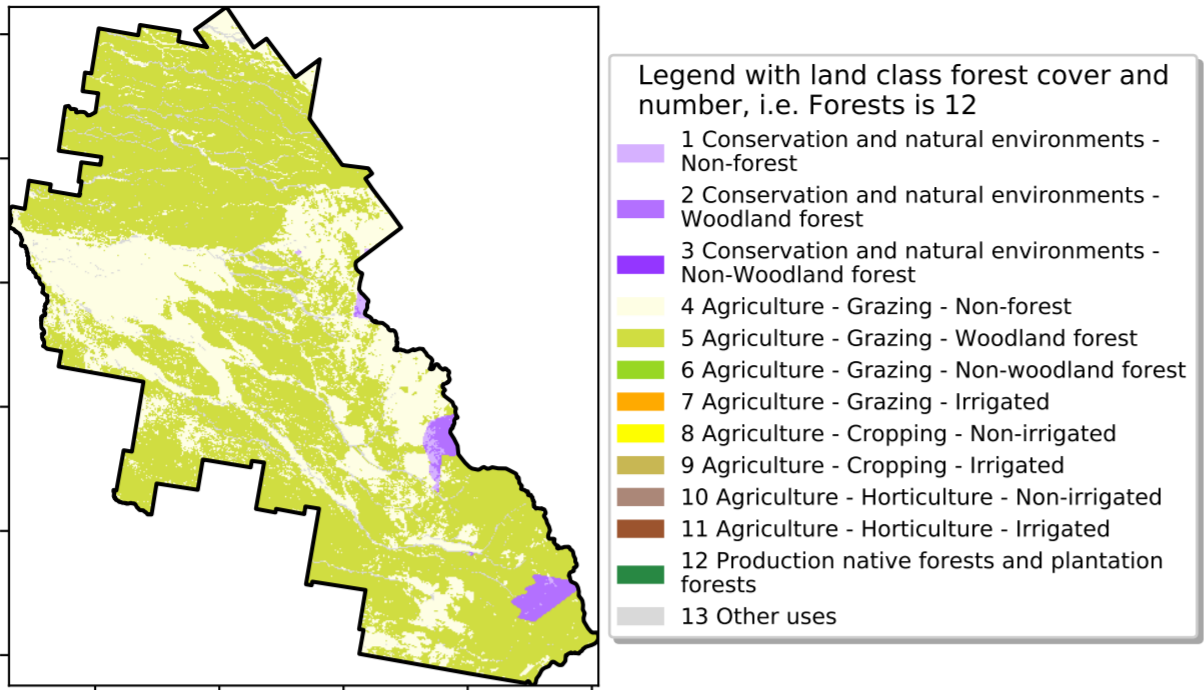 Legend with land class forest cover and
number, i.e. Forests is 12
1 Conservation and natural environments -
Non-forest
2 Conservation and natural environments -
Woodland forest
3 Conservation and natural environments -
Non-Woodland forest
4 Agriculture - Grazing - Non-forest
5 Agriculture - Grazing - Woodland forest
6 Agriculture - Grazing - Non-woodland forest
7 Agriculture - Grazing - Irrigated
8 Agriculture - Cropping - Non-irrigated
9 Agriculture - Cropping - Irrigated
10 Agriculture - Horticulture - Non-irrigated
11 Agriculture - Horticulture - Irrigated
12 Production native forests and plantation
forests
13 Other uses